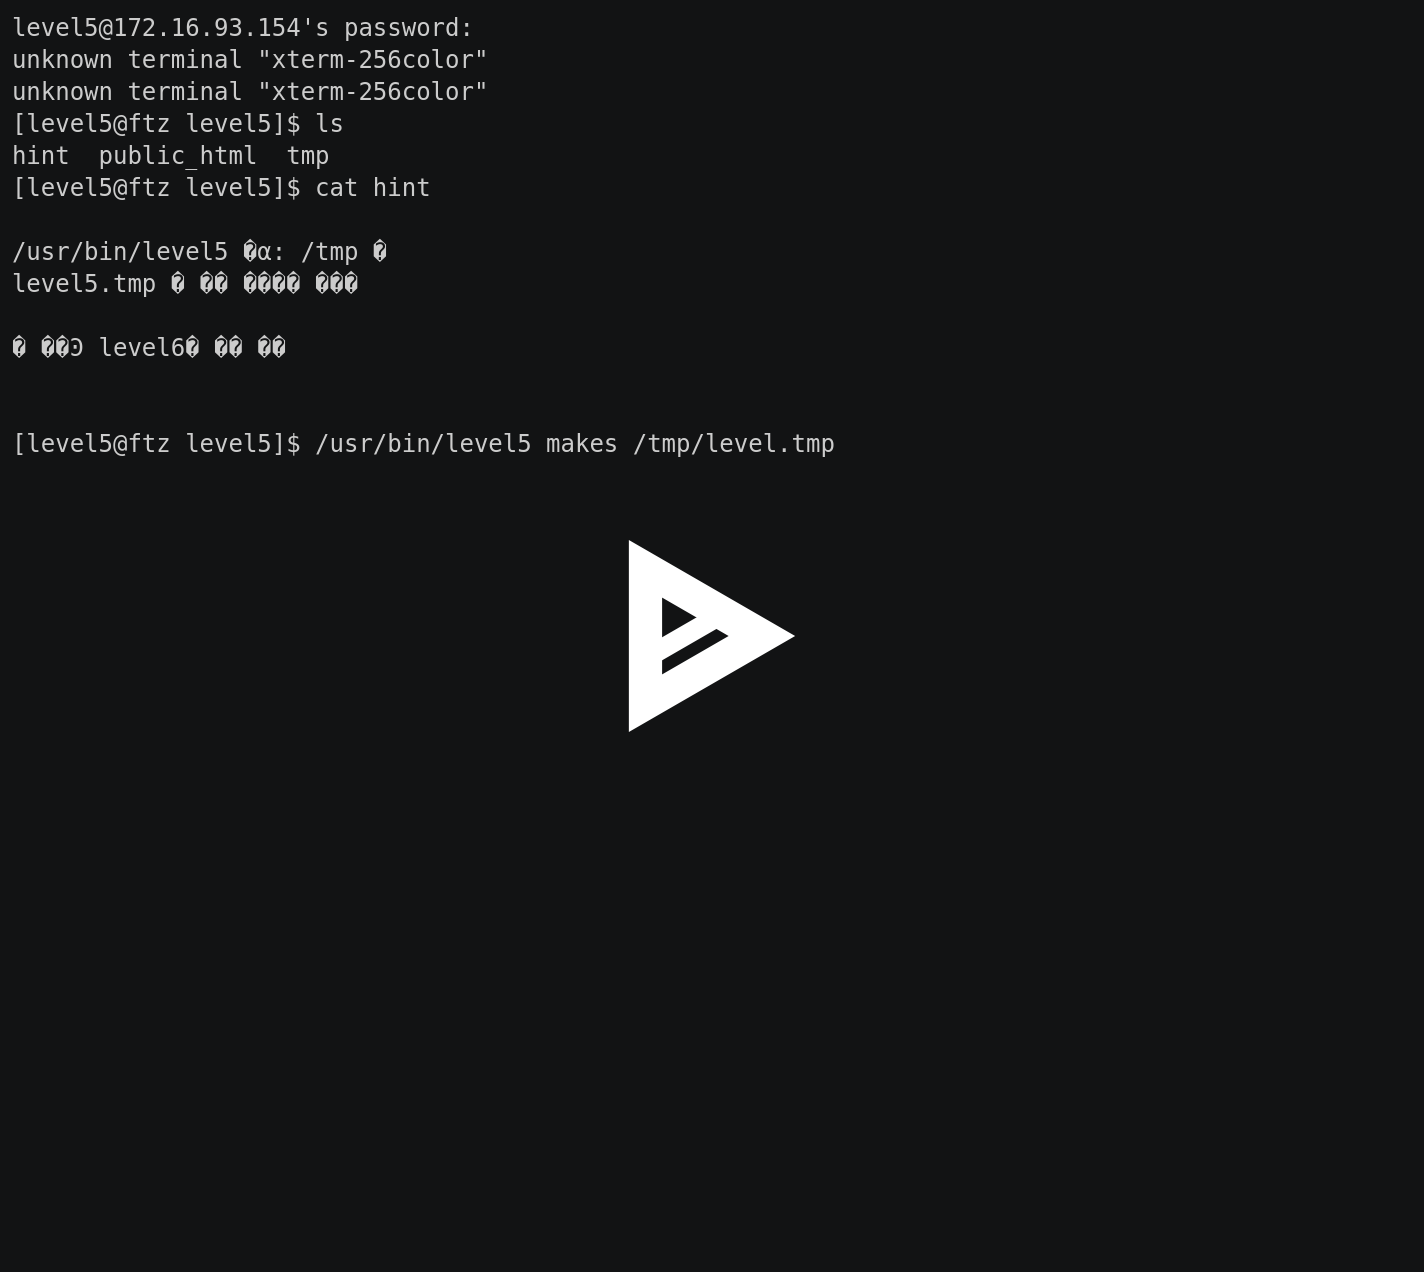 level5@172.16.93.154's password:
unknown terminal "xterm-256color"
unknown terminal "xterm-256color"
[level5@ftz level5]$ ls
hint  public_html  tmp
[level5@ftz level5]$ cat hint
/usr/bin/level5 �α: /tmp �
level5.tmp � �� ���� ���
� ��Ͽ level6� �� ��
[level5@ftz level5]$ /usr/bin/level5 makes /tmp/level.tmp